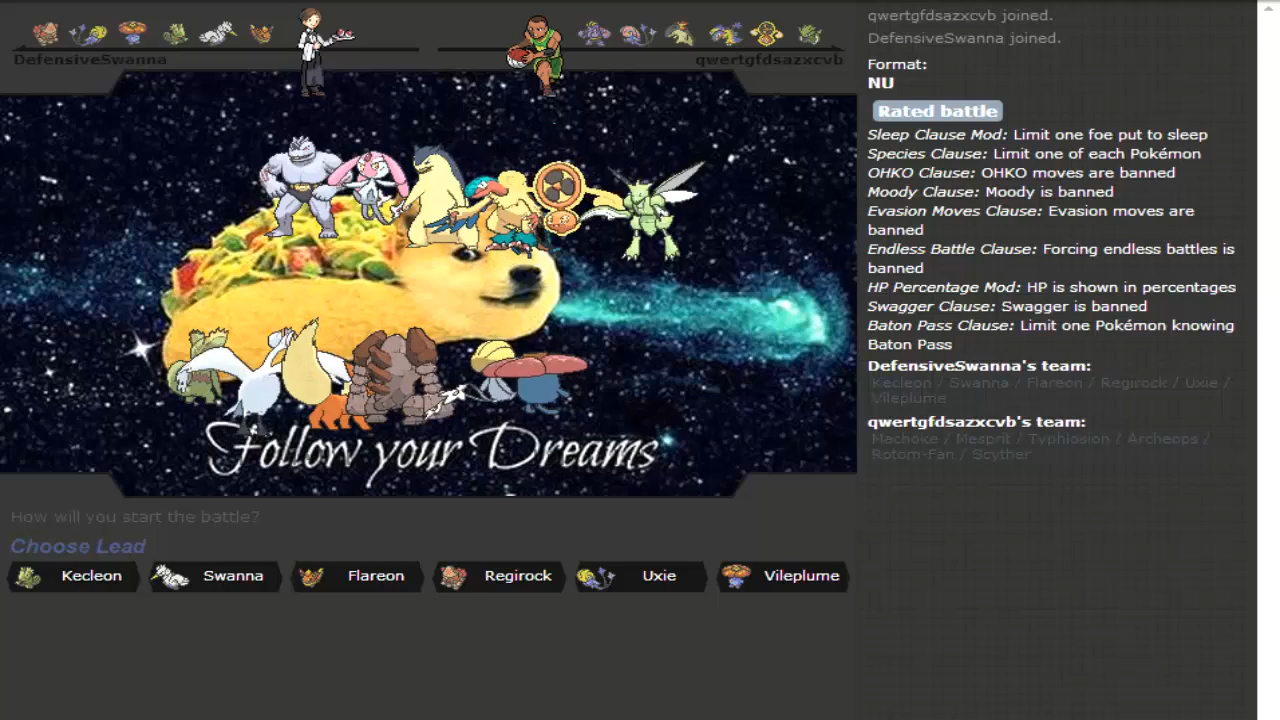 DefensiveSwanna
qwertgfdsazxcvb
Follow your Dreams
How will you start the battle?
Choose Lead
Kecleon
Swanna
Flareon
Regirock
Uxie
Vileplume
qwertgfdsazxcvb joined.
DefensiveSwanna joined.
Format:
NU
Rated battle
Sleep Clause Mod: Limit one foe put to sleep
Species Clause: Limit one of each Pokémon
OHKO Clause: OHKO moves are banned
Moody Clause: Moody is banned
Evasion Moves Clause: Evasion moves are
banned
Endless Battle Clause: Forcing endless battles is
banned
HP Percentage Mod: HP is shown in percentages
Swagger Clause: Swagger is banned
Baton Pass Clause: Limit one Pokémon knowing
Baton Pass
DefensiveSwanna's team:
Kecleon / Swanna / Flareon / Regirock / Uxie /
Vileplume
qwertgfdsazxcvb's team:
Machoke / Mesprit / Typhlosion / Archeops /
Rotom-Fan / Scyther